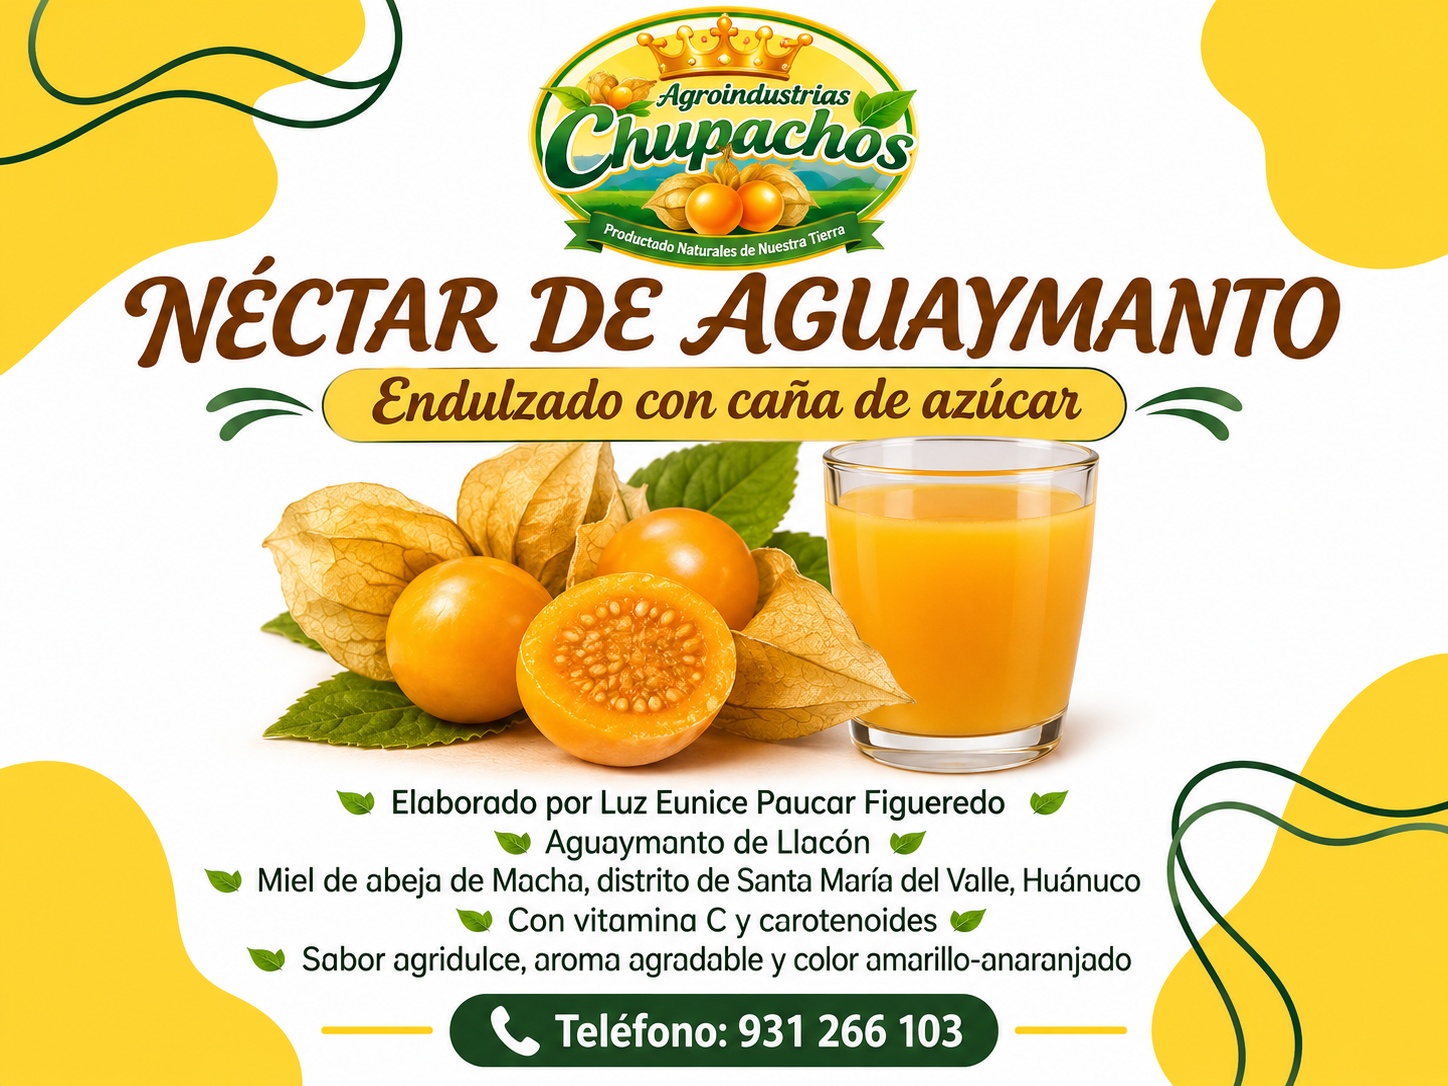 Agroindustrias
Chupachos
Productado Naturales de Nuestra Tierra
NÉCTAR DE AGUAYMANTO
Endulzado con caña de azúcar
Elaborado por Luz Eunice Paucar Figueredo
Aguaymanto de Llacón
Miel de abeja de Macha, distrito de Santa María del Valle, Huánuco
Con vitamina C y carotenoides
Sabor agridulce, aroma agradable y color amarillo-anaranjado
Teléfono: 931 266 103